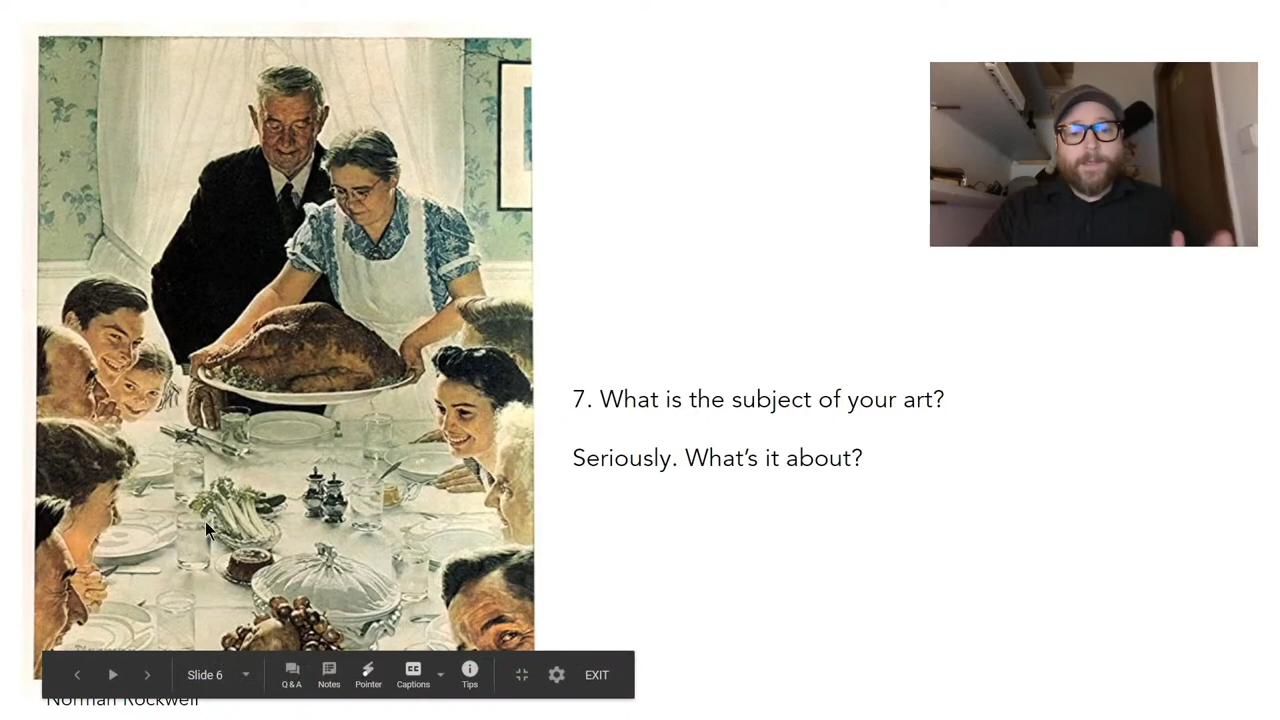 7. What is the subject of your art?
Seriously. What's it about?
Slide 6
Q & A
Notes
Pointer
CC
Captions
Tips
EXIT
Norman Rockwell